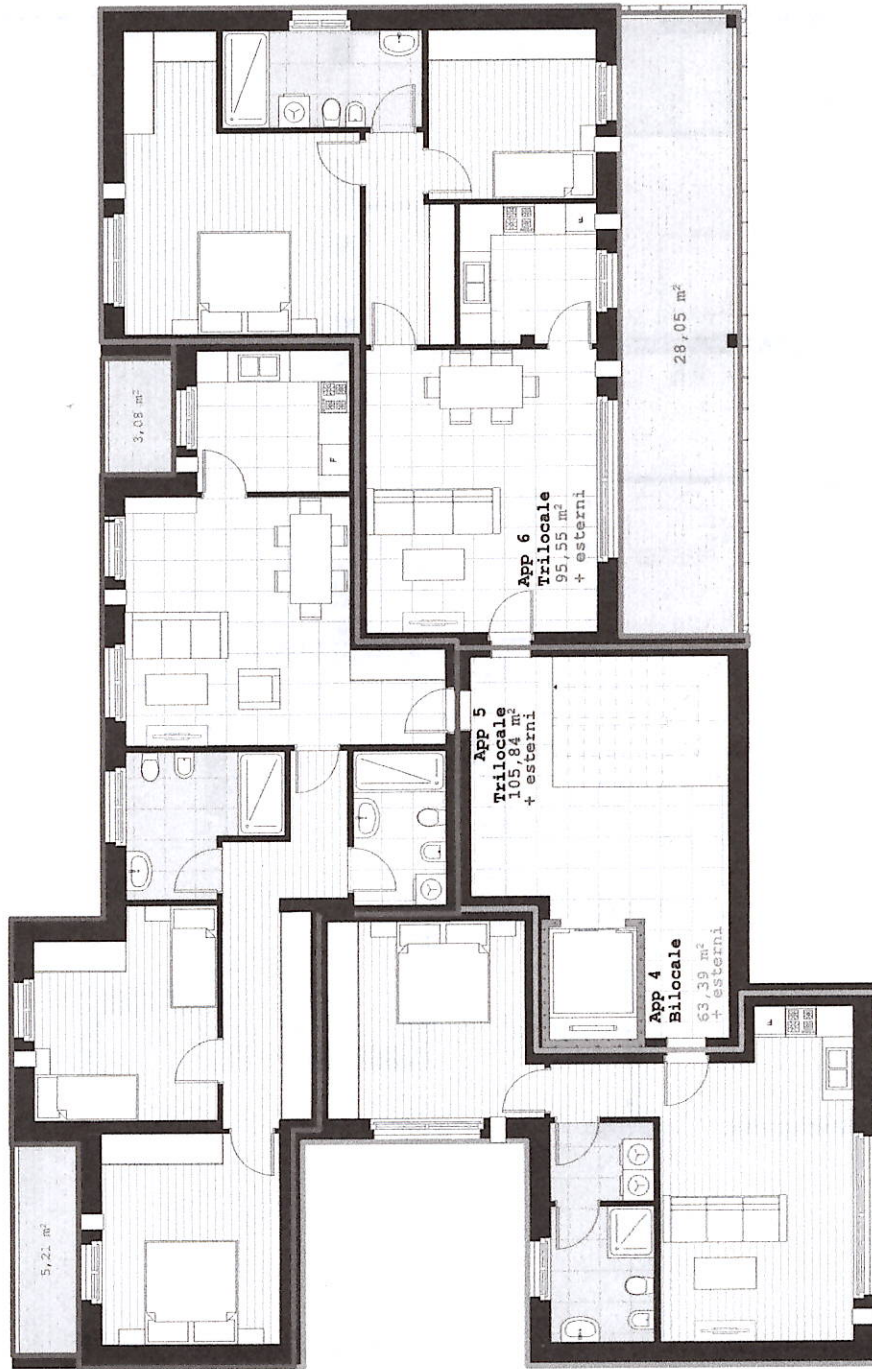 App 4
Bilocale
63,39 m²
+ esterni
App 5
Trilocale
105,84 m²
+ esterni
App 6
Trilocale
95,55 m²
+ esterni
5,21 m²
3,08 m²
28,05 m²
F